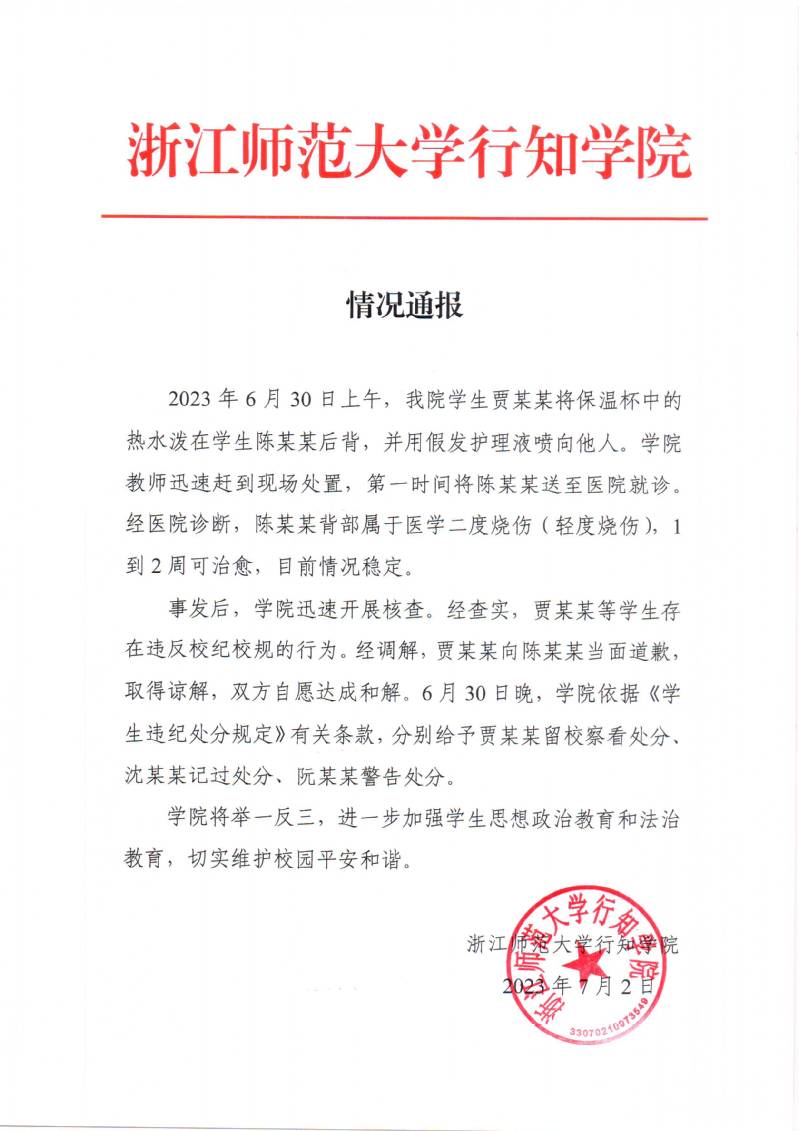 浙江师范大学行知学院
情况通报
2023年6月30日上午，我院学生贾某某将保温杯中的
热水泼在学生陈某某后背，并用假发护理液喷向他人。学院
教师迅速赶到现场处置，第一时间将陈某某送至医院就诊。
经医院诊断，陈某某背部属于医学二度烧伤（轻度烧伤），1
到2周可治愈，目前情况稳定。
事发后，学院迅速开展核查。经查实，贾某某等学生存
在违反校纪校规的行为。经调解，贾某某向陈某某当面道歉，
取得谅解，双方自愿达成和解。6月30日晚，学院依据《学
生违纪处分规定》有关条款，分别给予贾某某留校察看处分、
沈某某记过处分、阮某某警告处分。
学院将举一反三，进一步加强学生思想政治教育和法治
教育，切实维护校园平安和谐。
浙江师范大学行知学院
2023年7月2日
浙江师范大学行知学院
33070210073549